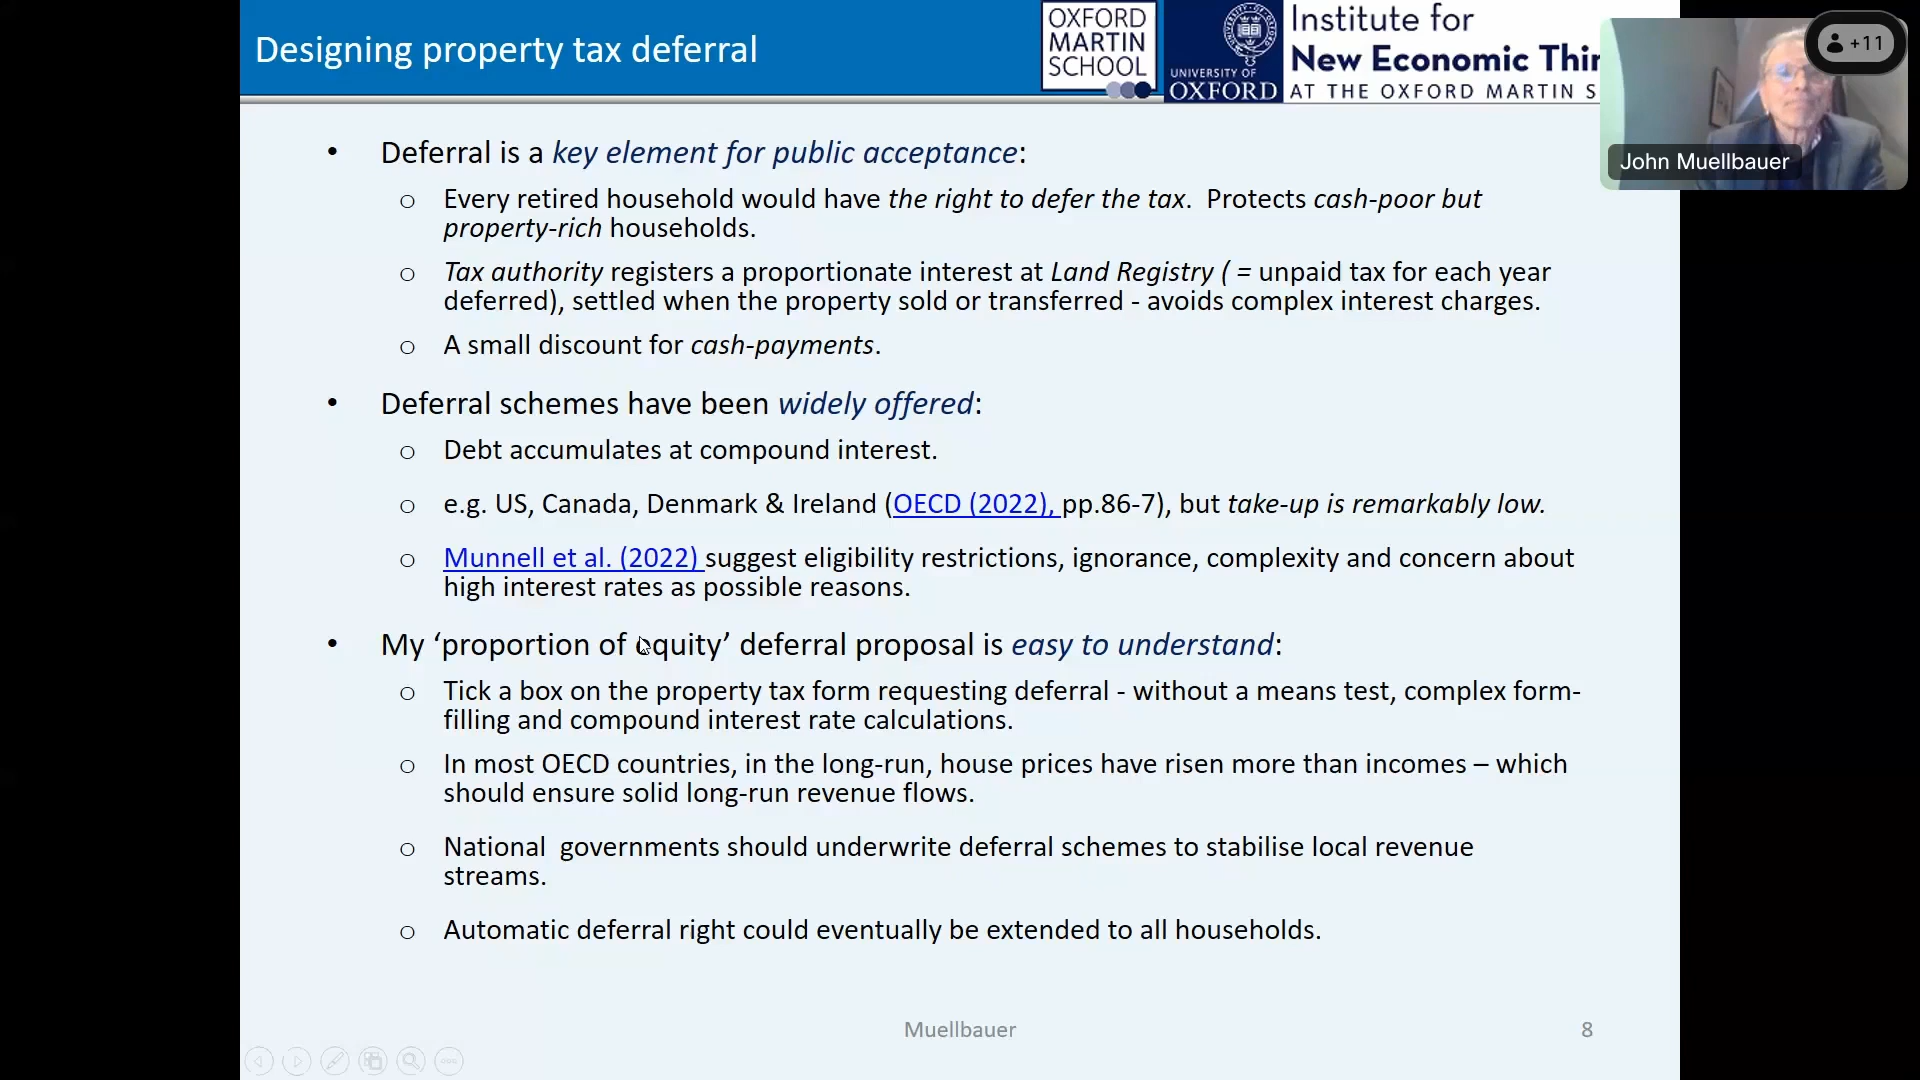 Designing property tax deferral
OXFORD
MARTIN
SCHOOL
UNIVERSITY OF
OXFORD
Institute for
New Economic Thin
AT THE OXFORD MARTIN S
+11
John Muellbauer
• Deferral is a key element for public acceptance:
o Every retired household would have the right to defer the tax. Protects cash-poor but
property-rich households.
o Tax authority registers a proportionate interest at Land Registry ( = unpaid tax for each year
deferred), settled when the property sold or transferred - avoids complex interest charges.
o A small discount for cash-payments.
• Deferral schemes have been widely offered:
o Debt accumulates at compound interest.
o e.g. US, Canada, Denmark & Ireland (OECD (2022), pp.86-7), but take-up is remarkably low.
o Munnell et al. (2022) suggest eligibility restrictions, ignorance, complexity and concern about
high interest rates as possible reasons.
• My ‘proportion of equity’ deferral proposal is easy to understand:
o Tick a box on the property tax form requesting deferral - without a means test, complex form-
filling and compound interest rate calculations.
o In most OECD countries, in the long-run, house prices have risen more than incomes – which
should ensure solid long-run revenue flows.
o National  governments should underwrite deferral schemes to stabilise local revenue
streams.
o Automatic deferral right could eventually be extended to all households.
Muellbauer
8